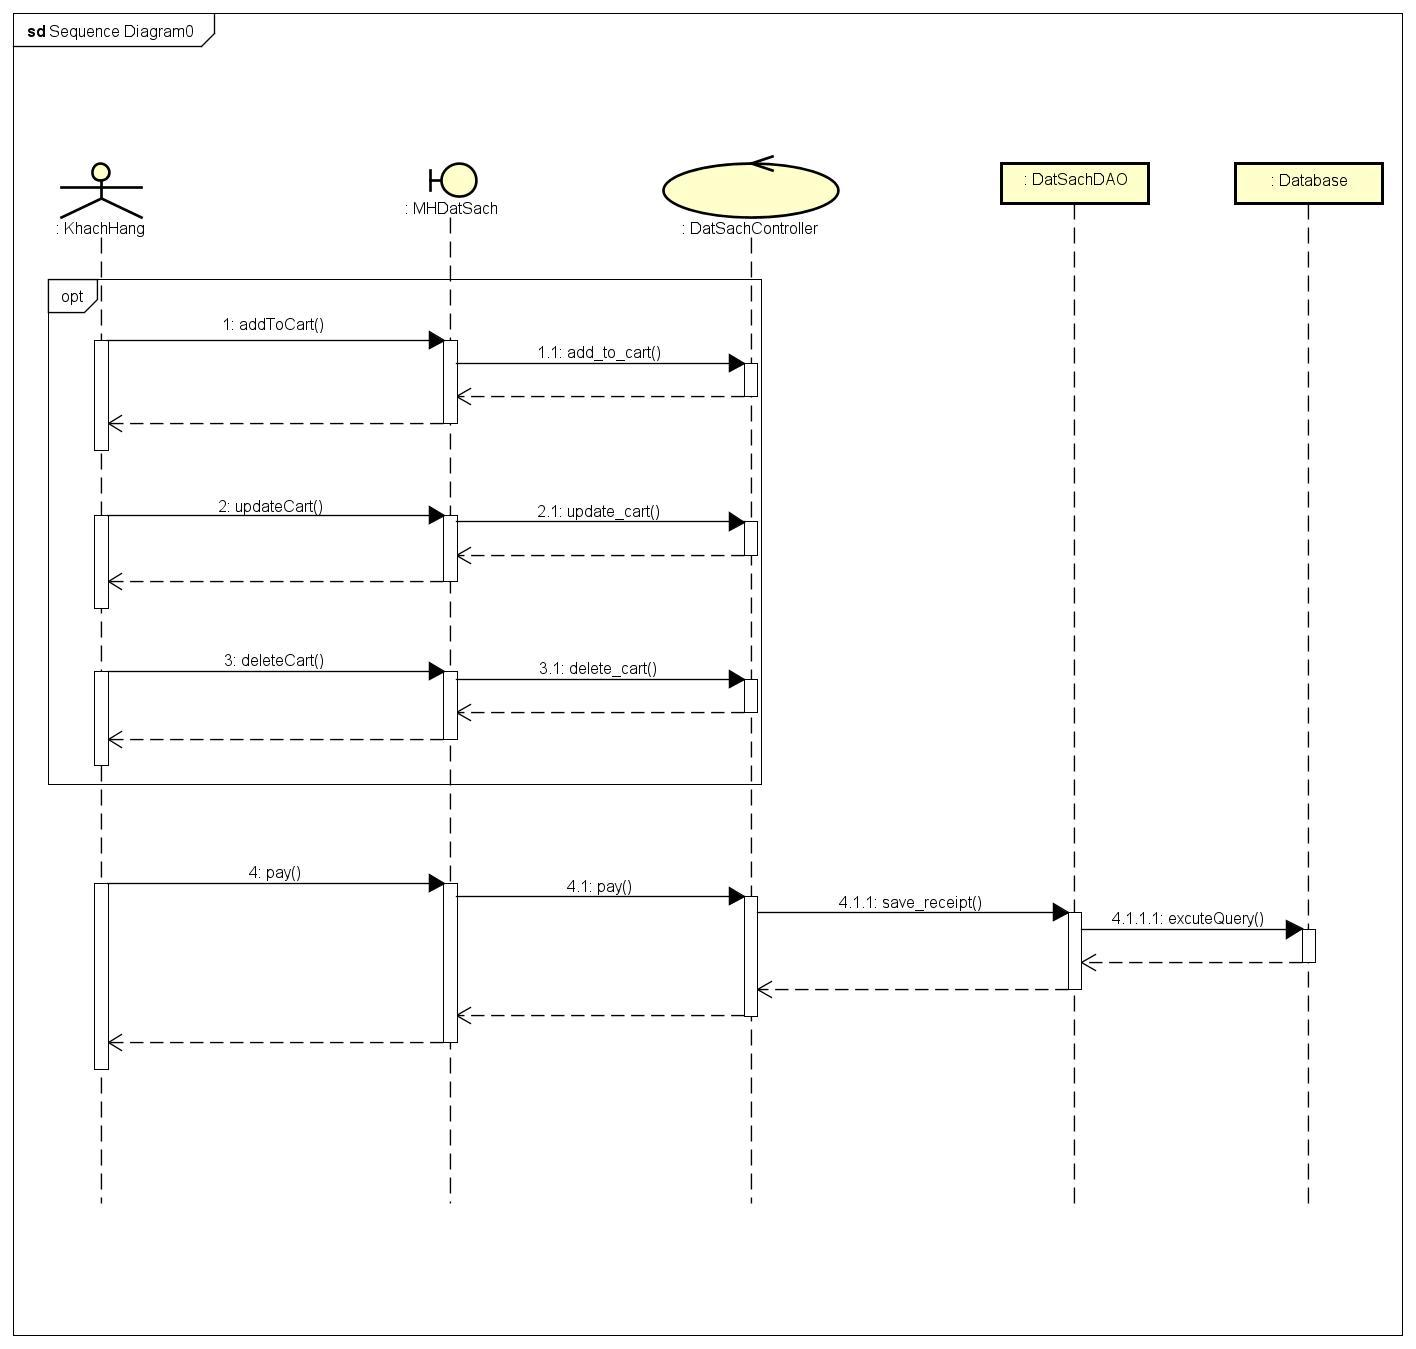 sd Sequence Diagram0
: KhachHang
: MHDatSach
: DatSachController
: DatSachDAO
: Database
opt
1: addToCart()
1.1: add_to_cart()
2: updateCart()
2.1: update_cart()
3: deleteCart()
3.1: delete_cart()
4: pay()
4.1: pay()
4.1.1: save_receipt()
4.1.1.1: excuteQuery()